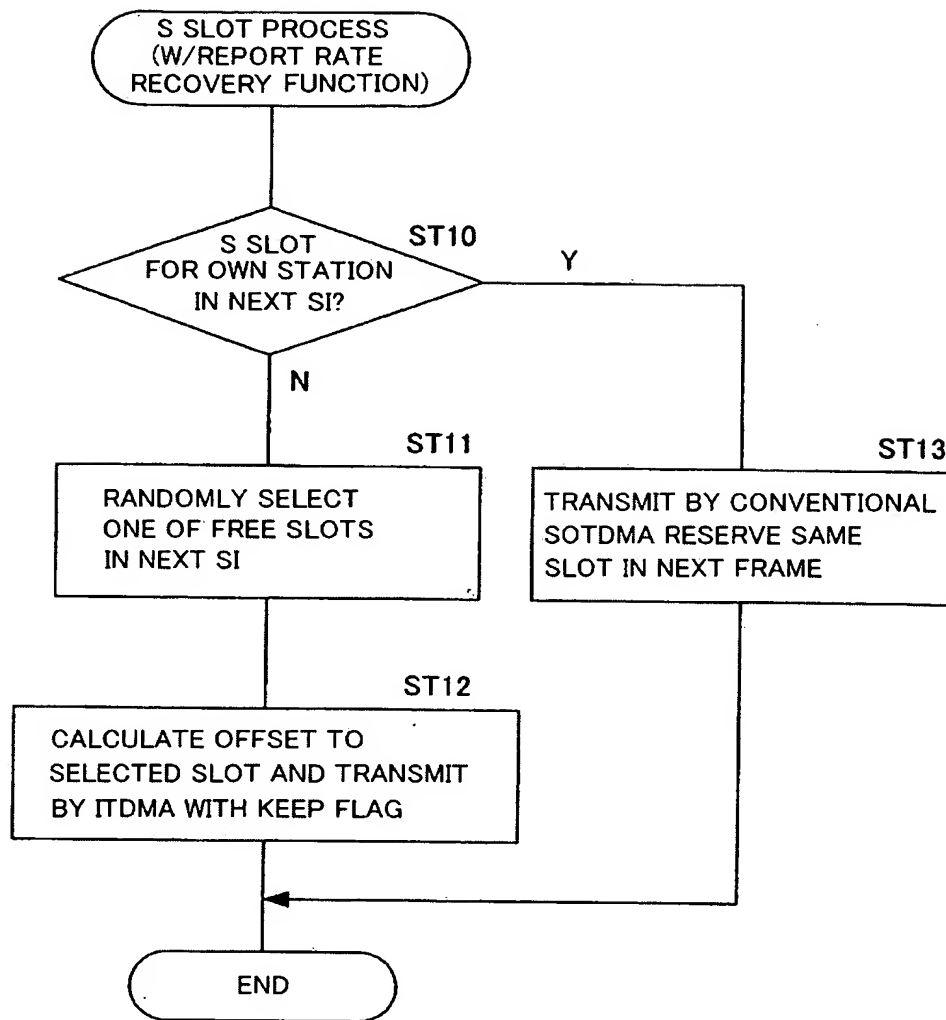 S SLOT PROCESS
(W/REPORT RATE
RECOVERY FUNCTION)
S SLOT
FOR OWN STATION
IN NEXT SI?
ST10
Y
N
ST11
RANDOMLY SELECT
ONE OF FREE SLOTS
IN NEXT SI
ST13
TRANSMIT BY CONVENTIONAL
SOTDMA RESERVE SAME
SLOT IN NEXT FRAME
ST12
CALCULATE OFFSET TO
SELECTED SLOT AND TRANSMIT
BY ITDMA WITH KEEP FLAG
END